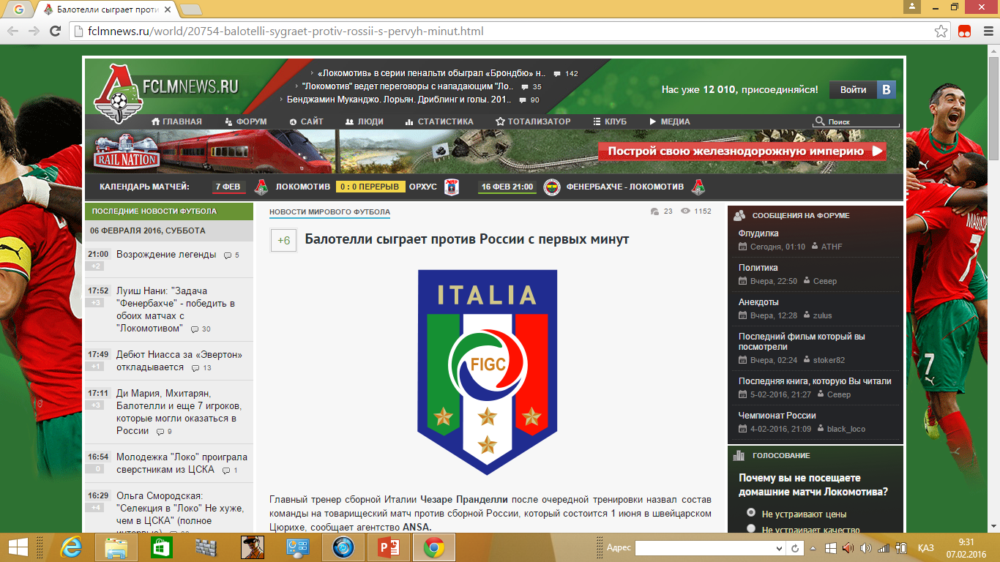 Балотелли сыграет проти
fclmnews.ru/world/20754-balotelli-sygraet-protiv-rossii-s-pervyh-minut.html
FCLMNEWS.RU
«Локомотив» в серии пенальти обыграл «Брондбю» н.. 142
"Локомотив" ведет переговоры с нападающим "Ло.. 35
Бенджамин Муканджо. Лорьян. Дриблинг и голы. 201.. 90
Нас уже 12 010, присоединяйся!
Войти
B
ГЛАВНАЯ ФОРУМ САЙТ ЛЮДИ СТАТИСТИКА ТОТАЛИЗАТОР КЛУБ МЕДИА Поиск
RAIL NATION
Построй свою железнодорожную империю
КАЛЕНДАРЬ МАТЧЕЙ: 7 ФЕВ ЛОКОМОТИВ 0 : 0 ПЕРЕРЫВ ОРХУС 16 ФЕВ 21:00 ФЕНЕРБАХЧЕ - ЛОКОМОТИВ
ПОСЛЕДНИЕ НОВОСТИ ФУТБОЛА
06 ФЕВРАЛЯ 2016, СУББОТА
21:00 Возрождение легенды 5
+2
17:52 Луиш Нани: "Задача
+3 "Фенербахче" - победить в
обоих матчах с
"Локомотивом" 30
17:49 Дебют Ниасса за «Эвертон»
+1 откладывается 13
17:11 Ди Мария, Мхитарян,
+3 Балотелли и еще 7 игроков,
которые могли оказаться в
России 9
16:54 Молодежка "Локо" проиграла
0 сверстникам из ЦСКА 1
16:29 Ольга Смородская:
+4 "Селекция в "Локо" Не хуже,
чем в ЦСКА" (полное
интервью)
НОВОСТИ МИРОВОГО ФУТБОЛА
23 1152
+6 Балотелли сыграет против России с первых минут
ITALIA
FIGC
Главный тренер сборной Италии Чезаре Пранделли после очередной тренировки назвал состав
команды на товарищеский матч против сборной России, который состоится 1 июня в швейцарском
Цюрихе, сообщает агентство ANSA.
СООБЩЕНИЯ НА ФОРУМЕ
Флудилка
Сегодня, 01:10 ATHF
Политика
Вчера, 22:50 Север
Анекдоты
Вчера, 12:28 zulus
Последний фильм который вы
посмотрели
Вчера, 02:24 stoker82
Последняя книга, которую Вы читали
5-02-2016, 21:27 Север
Чемпионат России
4-02-2016, 21:09 black_loco
ГОЛОСОВАНИЕ
Почему вы не посещаете
домашние матчи Локомотива?
Не устраивают цены
Не устраивает качество
7
7
Адрес
ҚАЗ
9:31
07.02.2016